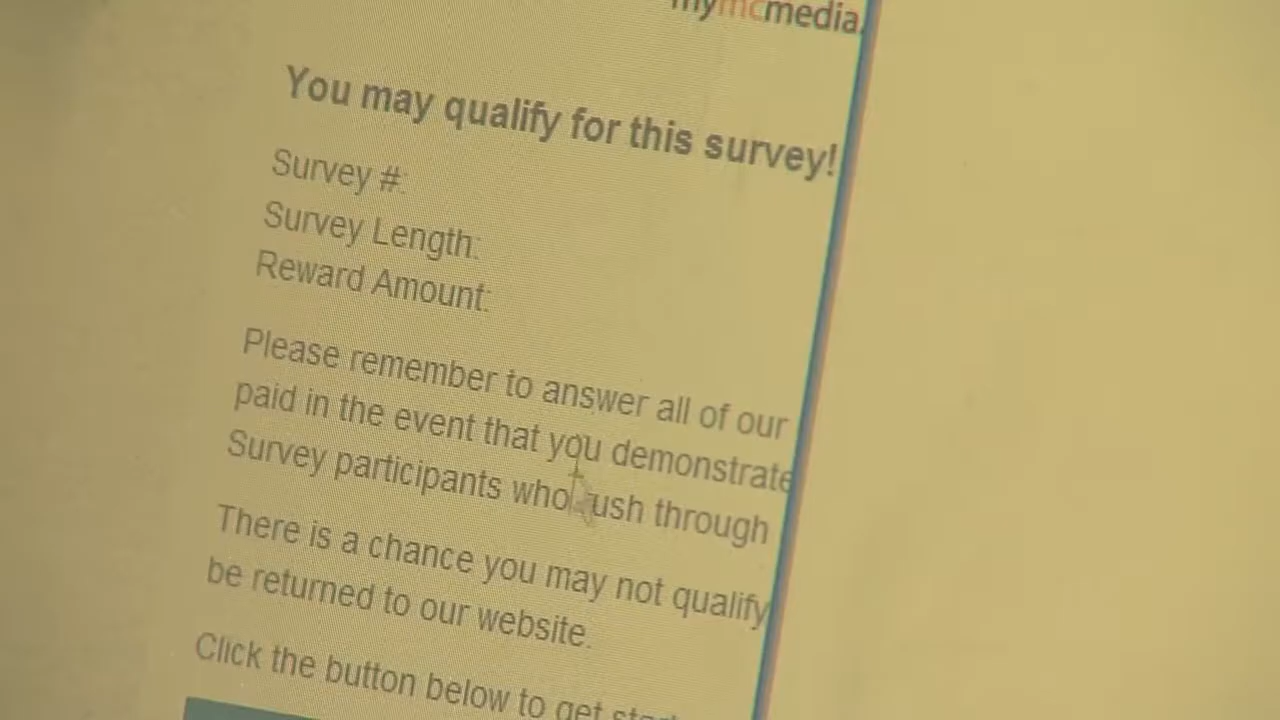 mymcmedia.
You may qualify for this survey!
Survey #:
Survey Length:
Reward Amount:
Please remember to answer all of our
paid in the event that you demonstrate
Survey participants who rush through
There is a chance you may not qualify
be returned to our website.
Click the button below to get